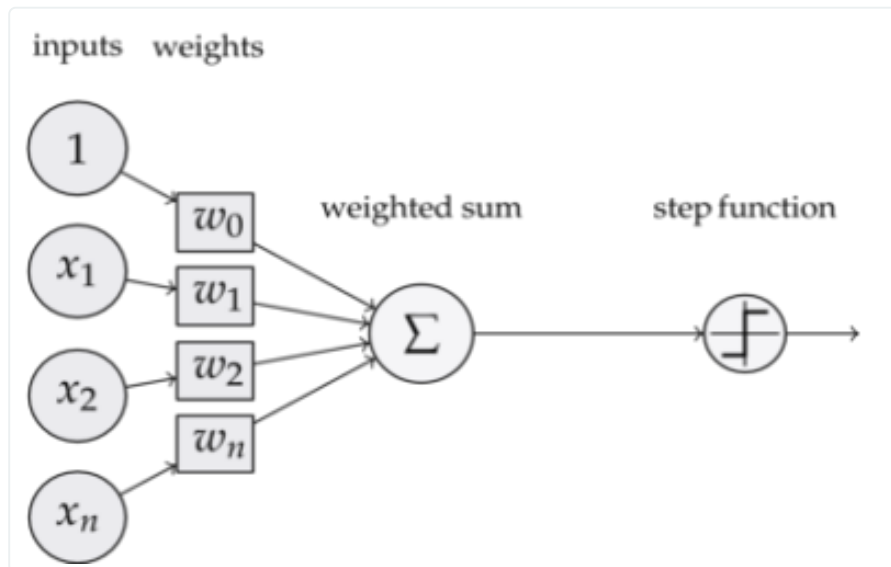 inputs weights
1
w₀
weighted sum
step function
x₁
w₁
Σ
x₂
w₂
wₙ
xₙ